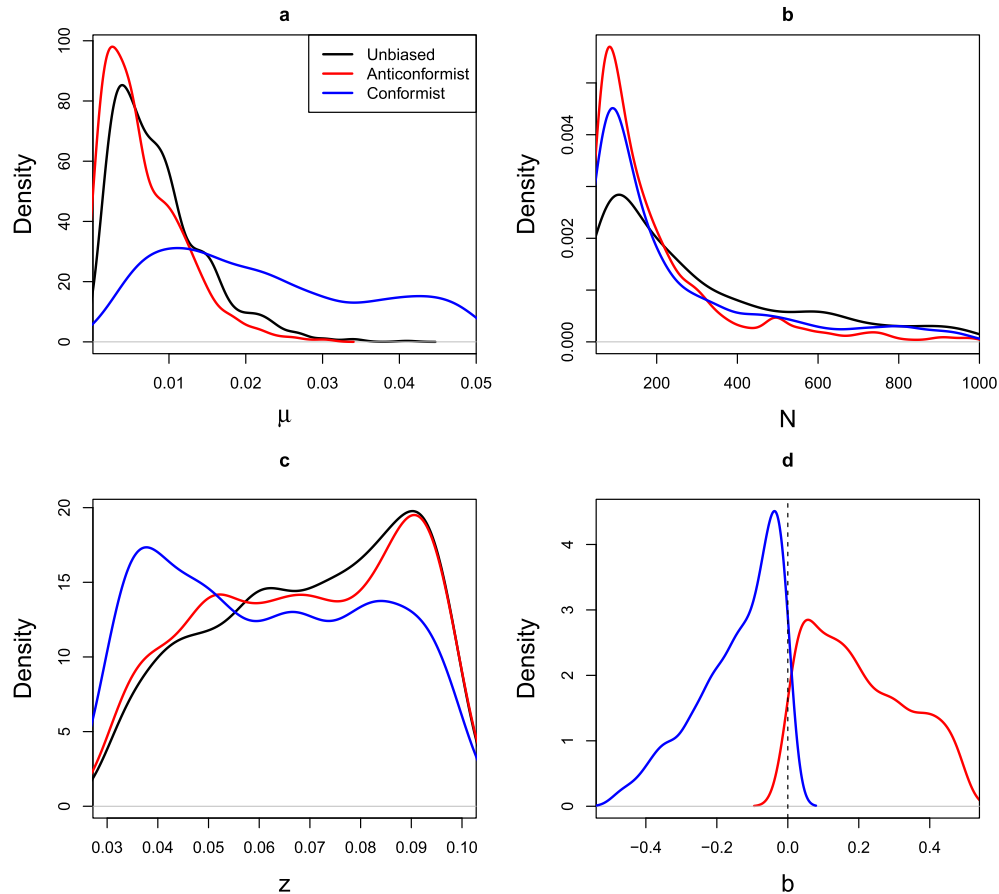 a
Density
0 20 40 60 80 100
Unbiased
Anticonformist
Conformist
0.01 0.02 0.03 0.04 0.05
μ
b
Density
0.000 0.002 0.004
200 400 600 800 1000
N
c
Density
0 5 10 15 20
0.03 0.04 0.05 0.06 0.07 0.08 0.09 0.10
z
d
Density
0 1 2 3 4
−0.4 −0.2 0.0 0.2 0.4
b